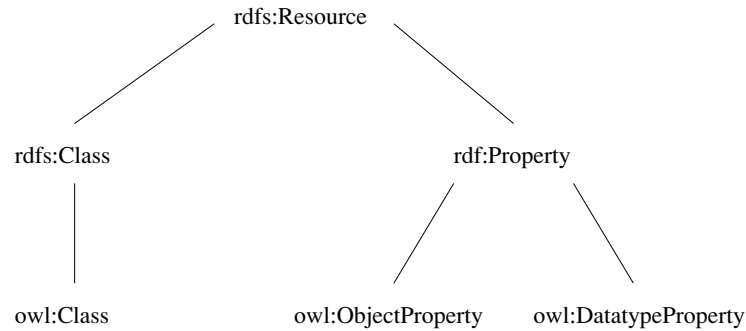 rdfs:Resource
rdfs:Class
rdf:Property
owl:Class
owl:ObjectProperty
owl:DatatypeProperty